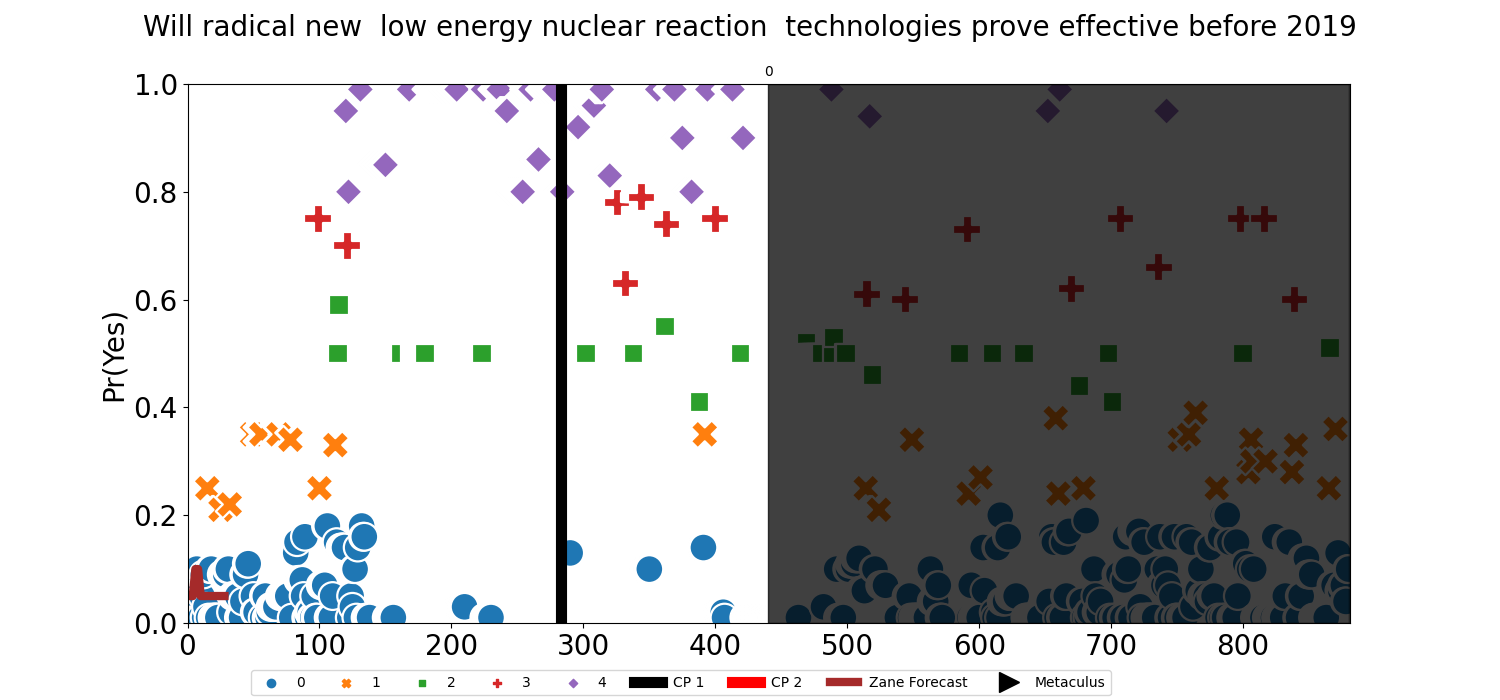 Will radical new  low energy nuclear reaction  technologies prove effective before 2019
0
1.0
0.8
0.6
0.4
0.2
0.0
Pr(Yes)
0 100 200 300 400 500 600 700 800
0 1 2 3 4 CP 1 CP 2 Zane Forecast Metaculus